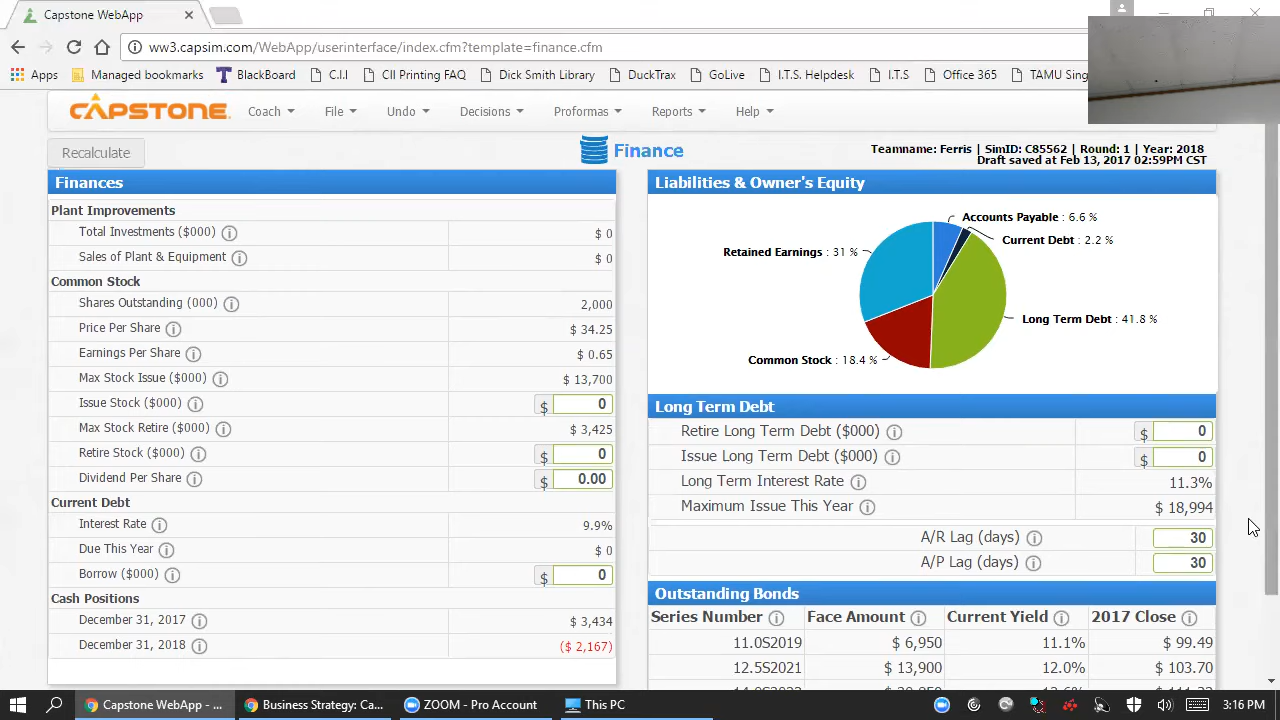 Capstone WebApp
ww3.capsim.com/WebApp/userinterface/index.cfm?template=finance.cfm
Apps Managed bookmarks BlackBoard C.I.I CII Printing FAQ Dick Smith Library DuckTrax CC-Live I.T.S. Helpdesk I.T.S Office 365 TAMU Sing
CAPSTONE Coach File Undo Decisions Proformas Reports Help
Recalculate
Finance
Teamname: Ferris | SimID: C85562 | Round: 1 | Year: 2018
Draft saved at Feb 13, 2017 02:59PM CST
Finances
Plant Improvements
Total Investments ($000) $ 0
Sales of Plant & Equipment $ 0
Common Stock
Shares Outstanding (000) 2,000
Price Per Share $ 34.25
Earnings Per Share $ 0.65
Max Stock Issue ($000) $ 13,700
Issue Stock ($000) $ 0
Max Stock Retire ($000) $ 3,425
Retire Stock ($000) $ 0
Dividend Per Share $ 0.00
Current Debt
Interest Rate 9.9%
Due This Year $ 0
Borrow ($000) $ 0
Cash Positions
December 31, 2017 $ 3,434
December 31, 2018 ($ 2,167)
Liabilities & Owner's Equity
Accounts Payable : 6.6 %
Current Debt : 2.2 %
Retained Earnings : 31 %
Long Term Debt : 41.8 %
Common Stock : 18.4 %
Long Term Debt
Retire Long Term Debt ($000) $ 0
Issue Long Term Debt ($000) $ 0
Long Term Interest Rate 11.3%
Maximum Issue This Year $ 18,994
A/R Lag (days) 30
A/P Lag (days) 30
Outstanding Bonds
Series Number Face Amount Current Yield 2017 Close
11.0S2019 $ 6,950 11.1% $ 99.49
12.5S2021 $ 13,900 12.0% $ 103.70
Capstone WebApp - ... Business Strategy: Ca... ZOOM - Pro Account This PC 3:16 PM